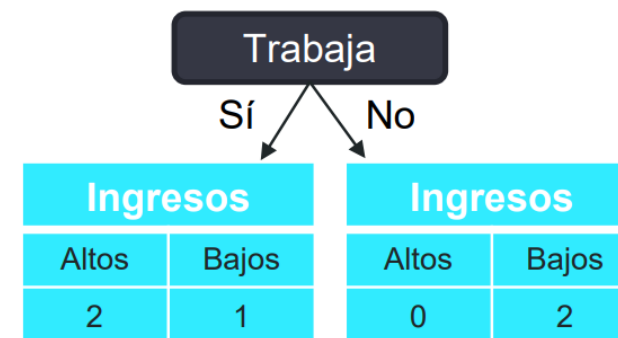 Trabaja
Sí No
Ingresos Ingresos
Altos Bajos Altos Bajos
2 1 0 2